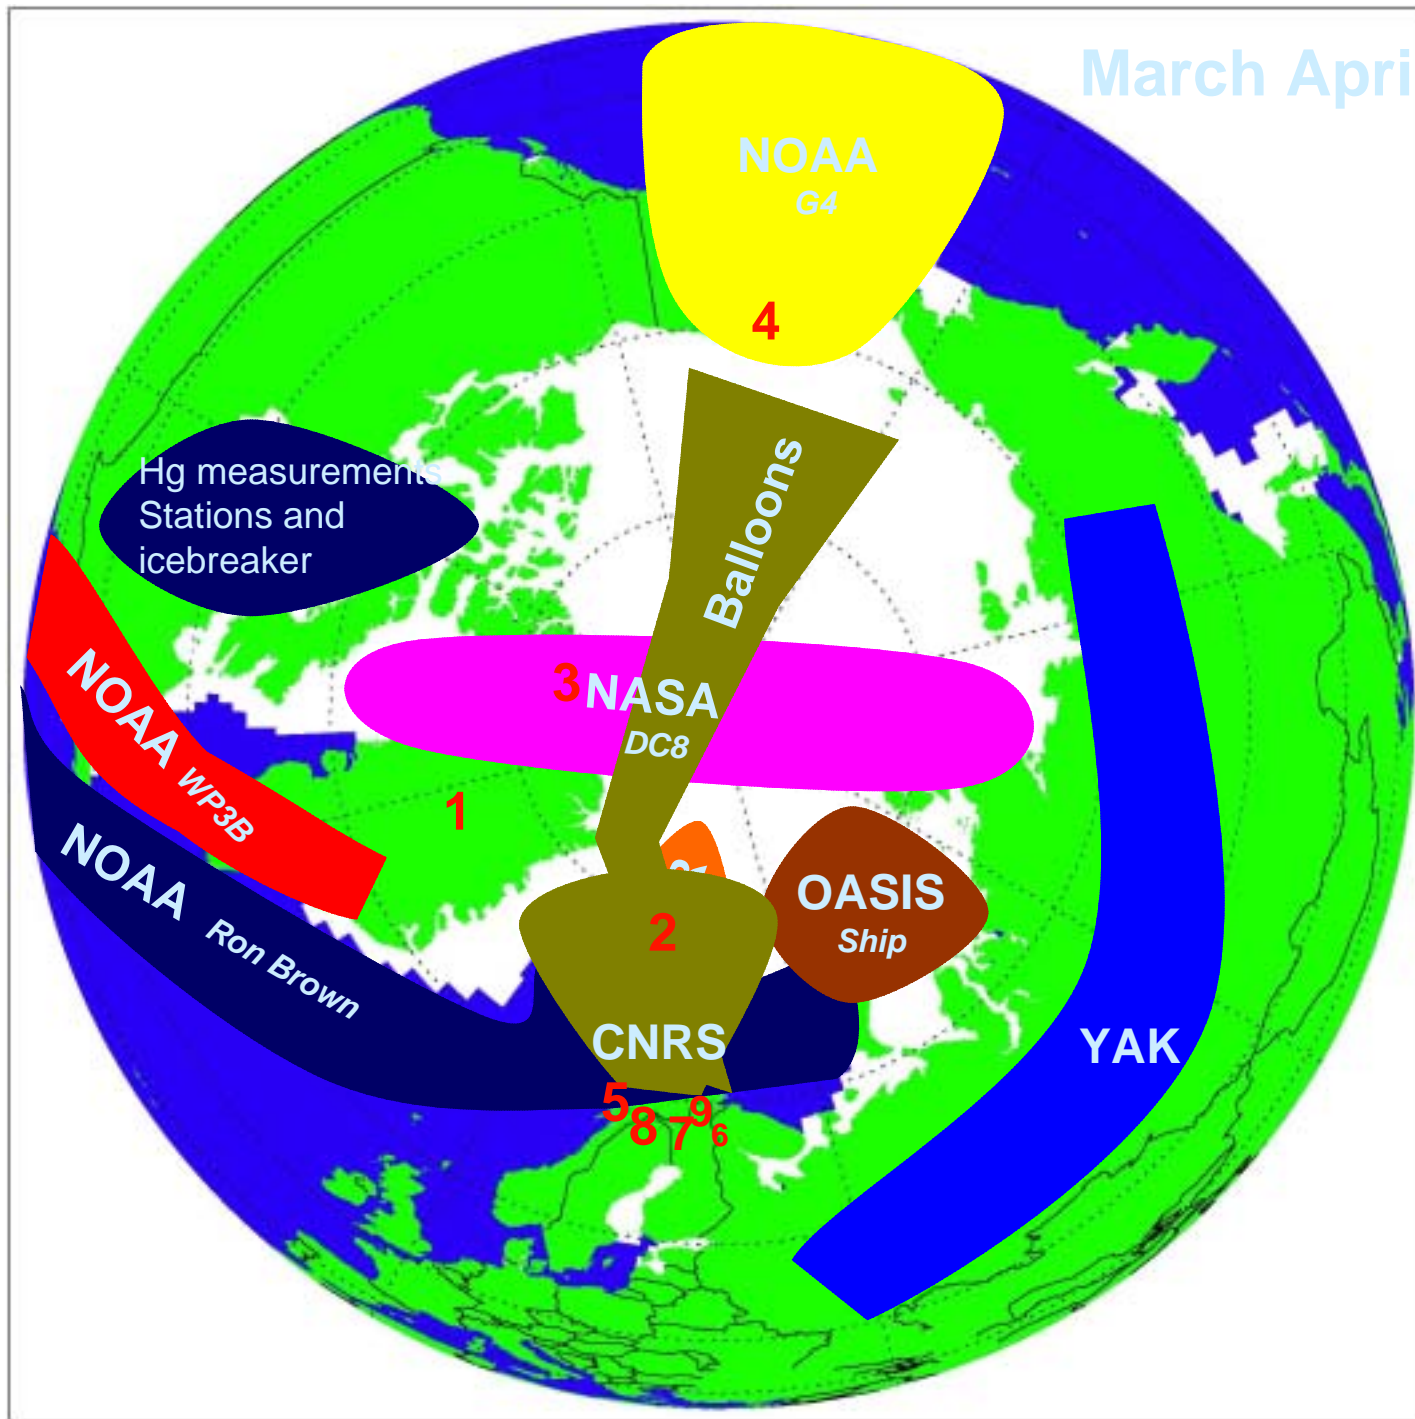 March Apri
NOAA
G4
4
Balloons
Hg measurements
Stations and
icebreaker
3 NASA
DC8
NOAA WP3B
1
NOAA Ron Brown
OASIS
Ship
2
CNRS
YAK
5
8
7
9
6